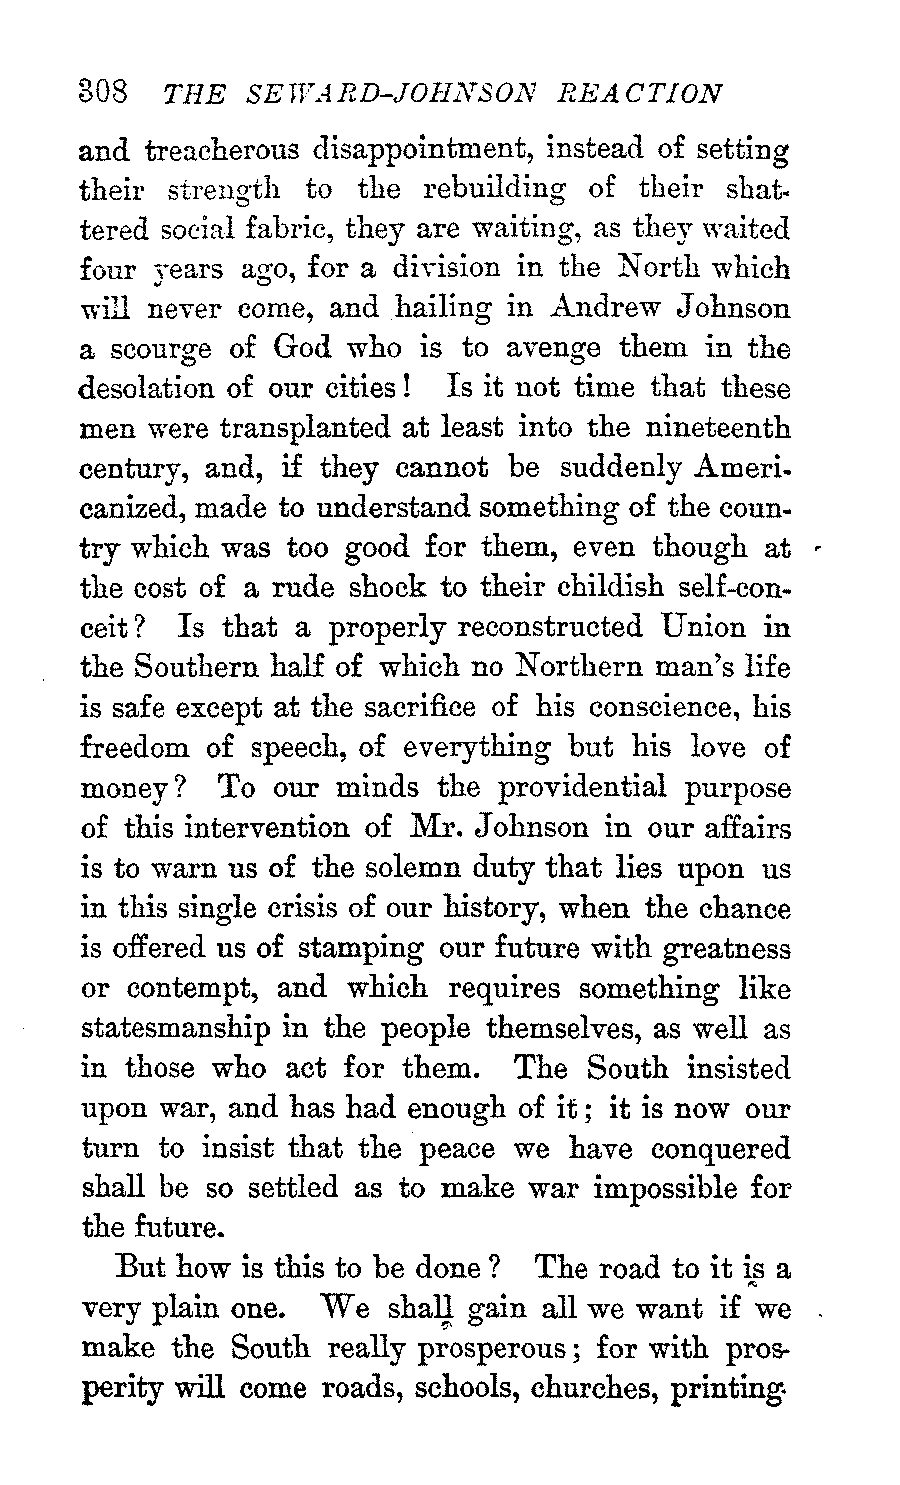 308 THE SEWARD-JOHNSON REACTION
and treacherous disappointment, instead of setting
their strength to the rebuilding of their shat-
tered social fabric, they are waiting, as they waited
four years ago, for a division in the North which
will never come, and hailing in Andrew Johnson
a scourge of God who is to avenge them in the
desolation of our cities! Is it not time that these
men were transplanted at least into the nineteenth
century, and, if they cannot be suddenly Ameri-
canized, made to understand something of the coun-
try which was too good for them, even though at
the cost of a rude shock to their childish self-con-
ceit? Is that a properly reconstructed Union in
the Southern half of which no Northern man's life
is safe except at the sacrifice of his conscience, his
freedom of speech, of everything but his love of
money? To our minds the providential purpose
of this intervention of Mr. Johnson in our affairs
is to warn us of the solemn duty that lies upon us
in this single crisis of our history, when the chance
is offered us of stamping our future with greatness
or contempt, and which requires something like
statesmanship in the people themselves, as well as
in those who act for them. The South insisted
upon war, and has had enough of it; it is now our
turn to insist that the peace we have conquered
shall be so settled as to make war impossible for
the future.
But how is this to be done? The road to it is a
very plain one. We shall gain all we want if we
make the South really prosperous; for with pros-
perity will come roads, schools, churches, printing-